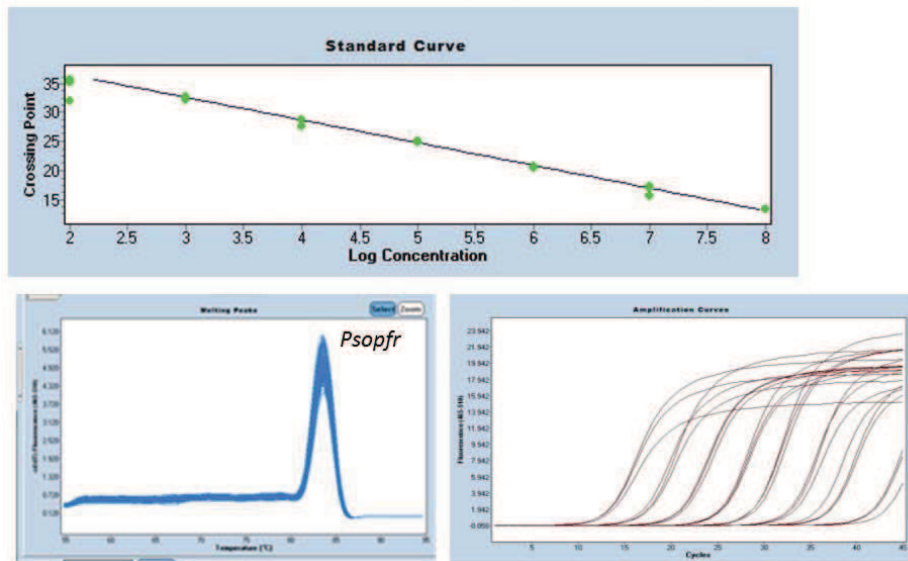 Standard Curve
Crossing Point
35
30
25
20
15
2 2.5 3 3.5 4 4.5 5 5.5 6 6.5 7 7.5 8
Log Concentration
Melting Peaks
Select Zoom
Psopfr
Temperature (°C)
Amplification Curves
23.942
21.942
19.942
17.942
15.942
13.942
11.942
9.942
7.942
5.942
3.942
1.942
-0.058
5 10 15 20 25 30 35 40 45
Cycles